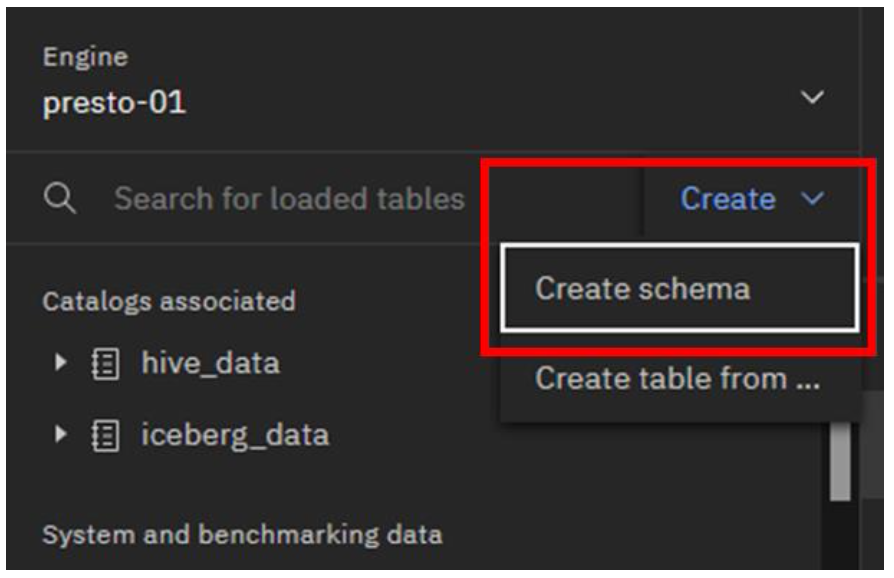 Engine
presto-01
Search for loaded tables
Create
Create schema
Create table from ...
Catalogs associated
hive_data
iceberg_data
System and benchmarking data